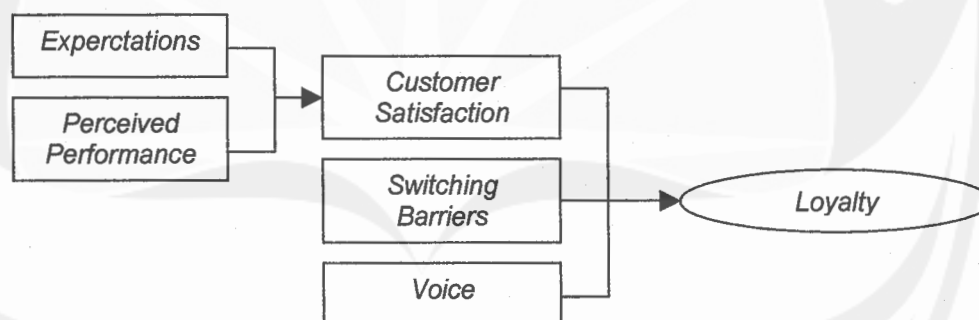 Experctations
Perceived
Performance
Customer
Satisfaction
Switching
Barriers
Voice
Loyalty